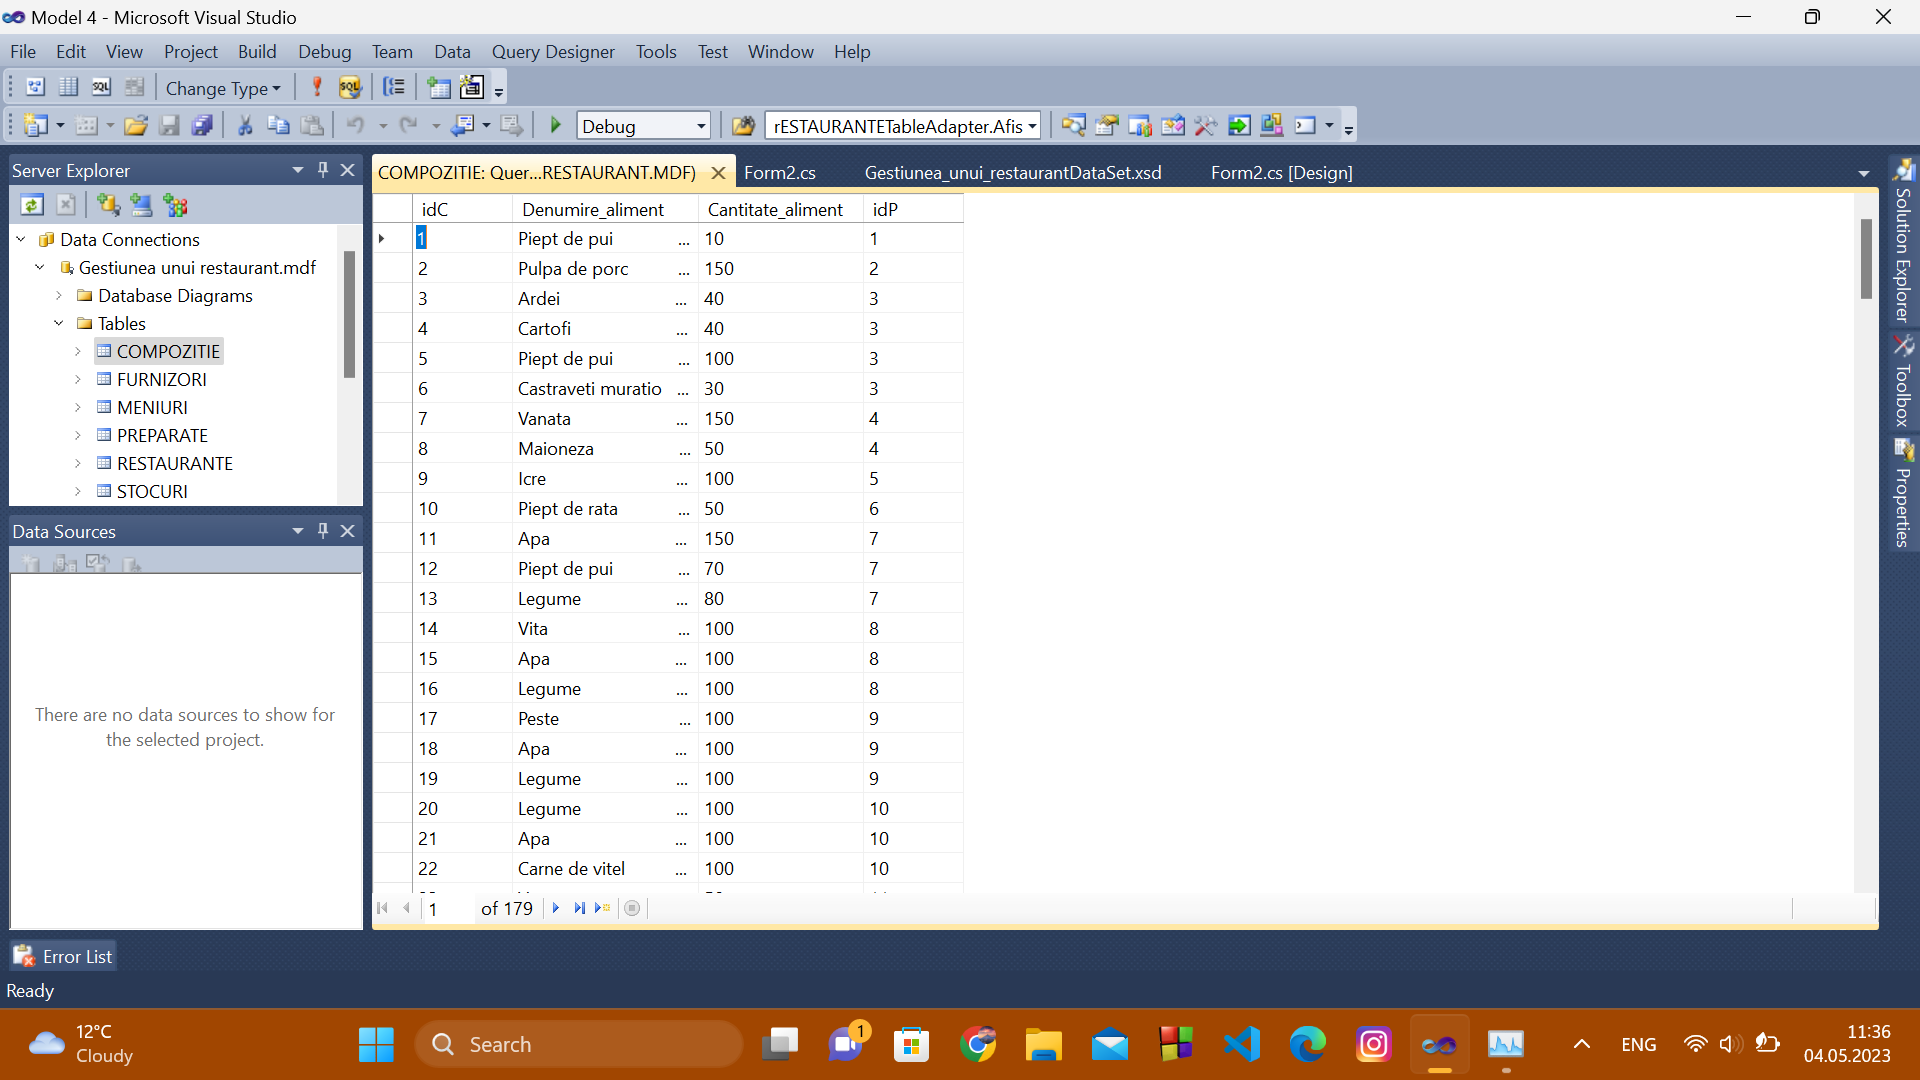 Model 4 - Microsoft Visual Studio
File Edit View Project Build Debug Team Data Query Designer Tools Test Window Help
SQL Change Type SQL
Debug rESTAURANTETableAdapter.Afis
Server Explorer
Data Connections
Gestiunea unui restaurant.mdf
Database Diagrams
Tables
COMPOZITIE
FURNIZORI
MENIURI
PREPARATE
RESTAURANTE
STOCURI
Data Sources
There are no data sources to show for
the selected project.
COMPOZITIE: Quer...RESTAURANT.MDF) Form2.cs Gestiunea_unui_restaurantDataSet.xsd Form2.cs [Design]
idC Denumire_aliment Cantitate_aliment idP
1 Piept de pui ... 10 1
2 Pulpa de porc ... 150 2
3 Ardei ... 40 3
4 Cartofi ... 40 3
5 Piept de pui ... 100 3
6 Castraveti muratio ... 30 3
7 Vanata ... 150 4
8 Maioneza ... 50 4
9 Icre ... 100 5
10 Piept de rata ... 50 6
11 Apa ... 150 7
12 Piept de pui ... 70 7
13 Legume ... 80 7
14 Vita ... 100 8
15 Apa ... 100 8
16 Legume ... 100 8
17 Peste ... 100 9
18 Apa ... 100 9
19 Legume ... 100 9
20 Legume ... 100 10
21 Apa ... 100 10
22 Carne de vitel ... 100 10
1 of 179
Solution Explorer
Toolbox
Properties
Error List
Ready
12°C
Cloudy
Search
1
ENG
11:36
04.05.2023